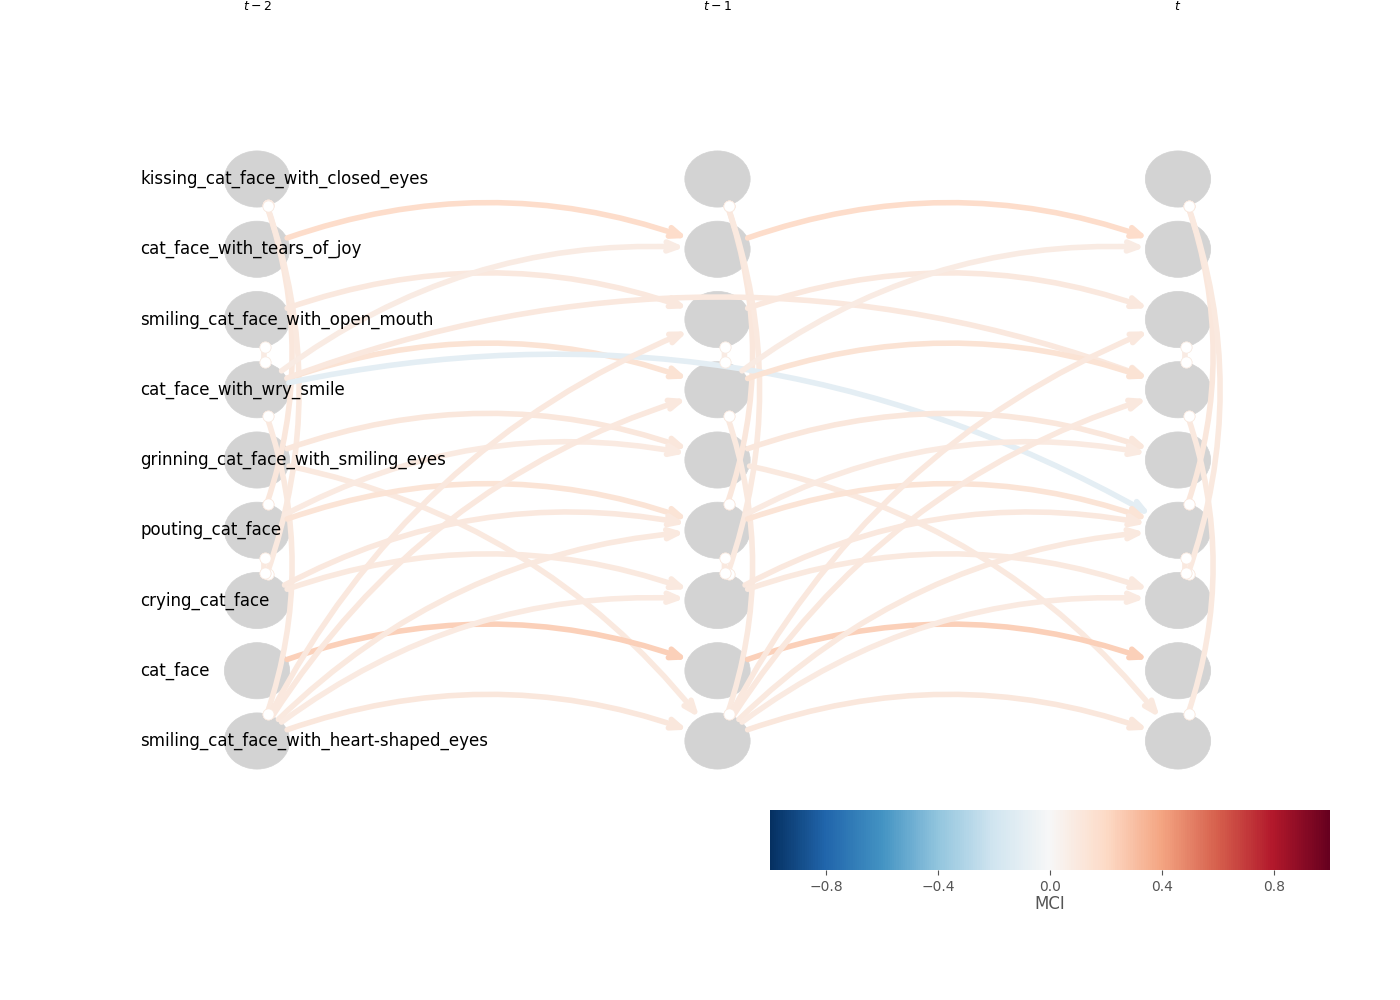 t − 2
t − 1
t
kissing_cat_face_with_closed_eyes
cat_face_with_tears_of_joy
smiling_cat_face_with_open_mouth
cat_face_with_wry_smile
grinning_cat_face_with_smiling_eyes
pouting_cat_face
crying_cat_face
cat_face
smiling_cat_face_with_heart-shaped_eyes
−0.8
−0.4
0.0
0.4
0.8
MCI